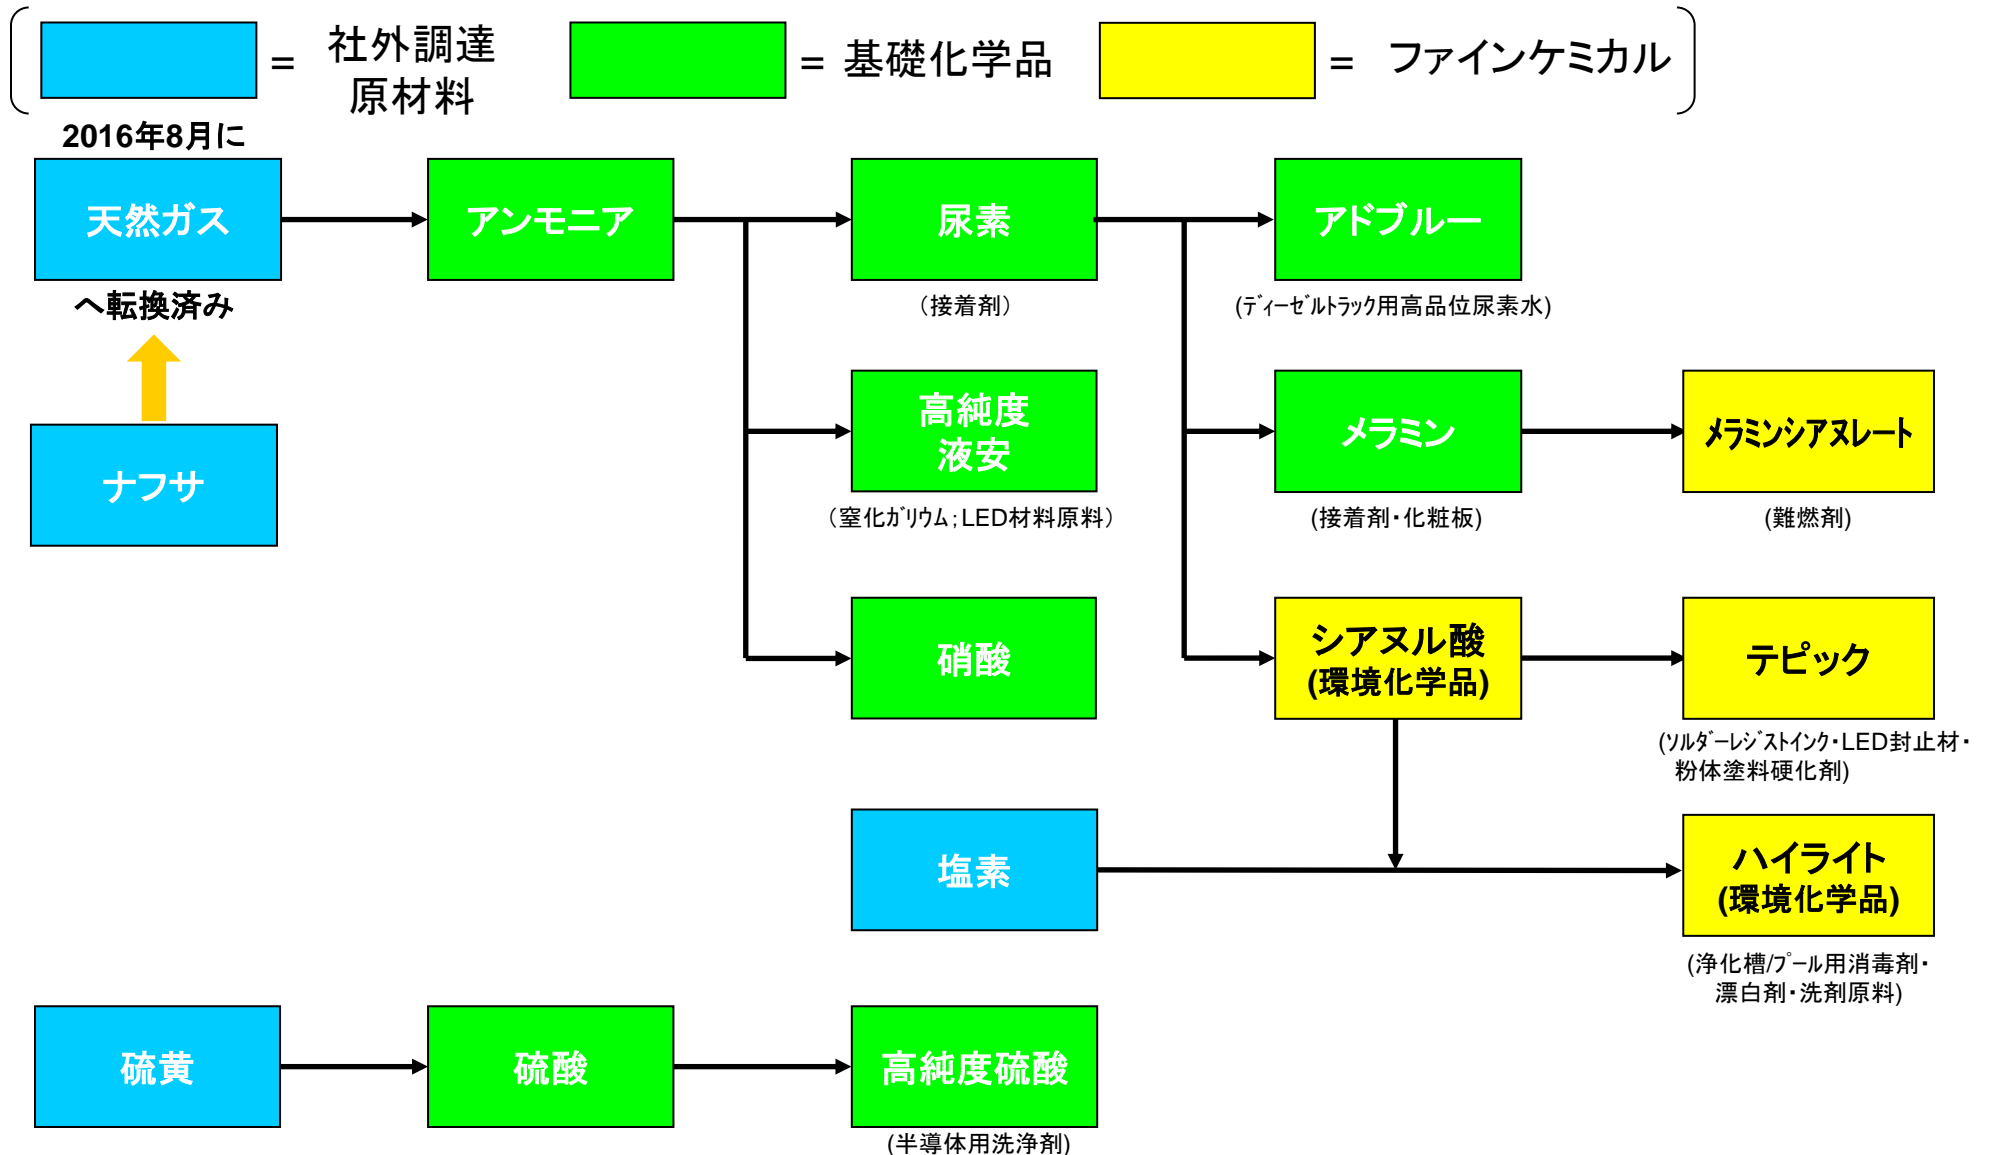 = 社外調達
原材料
= 基礎化学品
= ファインケミカル
2016年8月に
天然ガス
アンモニア
尿素
アドブルー
へ転換済み
（接着剤）
(ﾃﾞｨｰｾﾞﾙﾄﾗｯｸ用高品位尿素水)
ナフサ
高純度
液安
メラミン
ﾒﾗﾐﾝｼｱﾇﾚｰﾄ
（窒化ｶﾞﾘｳﾑ；LED材料原料）
(接着剤・化粧板)
(難燃剤)
硝酸
シアヌル酸
(環境化学品)
テピック
(ｿﾙﾀﾞｰﾚｼﾞｽﾄｲﾝｸ・LED封止材・
粉体塗料硬化剤)
塩素
ハイライト
(環境化学品)
(浄化槽/ﾌﾟｰﾙ用消毒剤・
漂白剤・洗剤原料)
硫黄
硫酸
高純度硫酸
(半導体用洗浄剤)